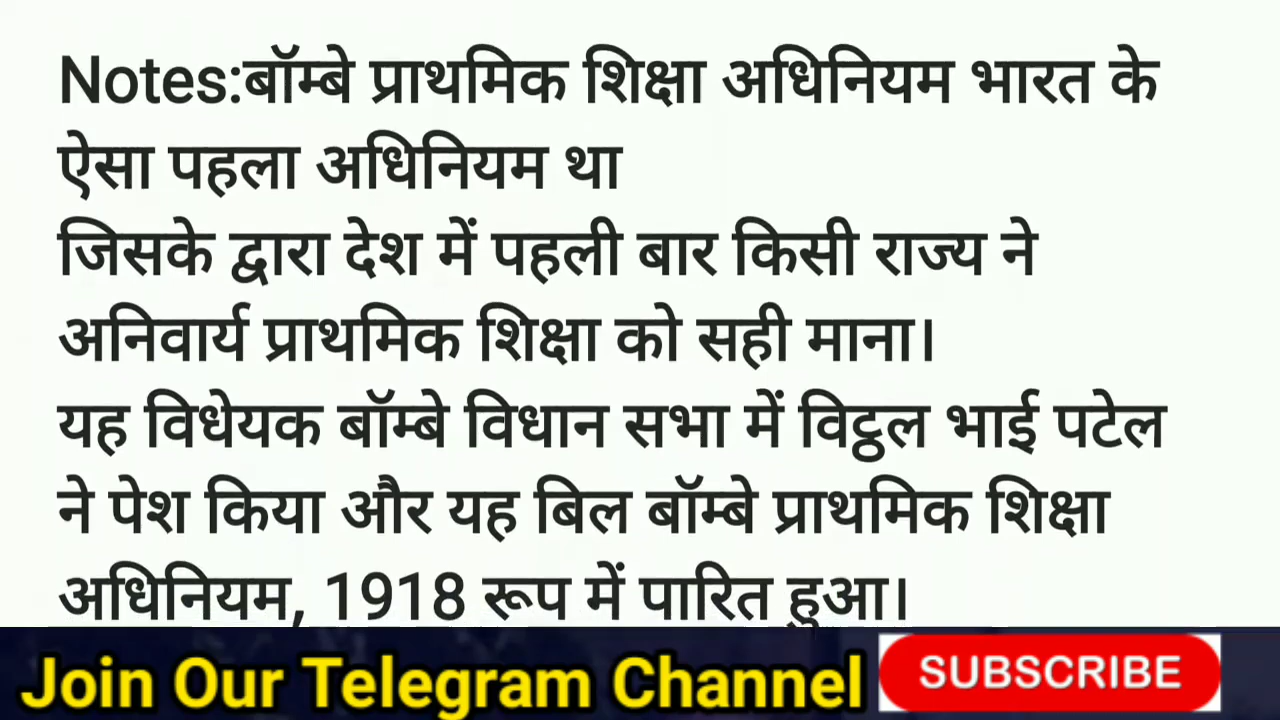 Notes:बॉम्बे प्राथमिक शिक्षा अधिनियम भारत के
ऐसा पहला अधिनियम था
जिसके द्वारा देश में पहली बार किसी राज्य ने
अनिवार्य प्राथमिक शिक्षा को सही माना।
यह विधेयक बॉम्बे विधान सभा में विट्ठल भाई पटेल
ने पेश किया और यह बिल बॉम्बे प्राथमिक शिक्षा
अधिनियम, 1918 रूप में पारित हुआ।
Join Our Telegram Channel SUBSCRIBE